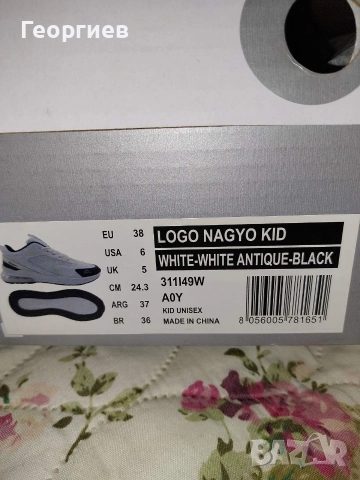 Георгиев
EU 38
USA 6
UK 5
CM 24.3
ARG 37
BR 36
LOGO NAGYO KID
WHITE-WHITE ANTIQUE-BLACK
311I49W
A0Y
KID UNISEX
MADE IN CHINA
8 056005 781651
BAZAR